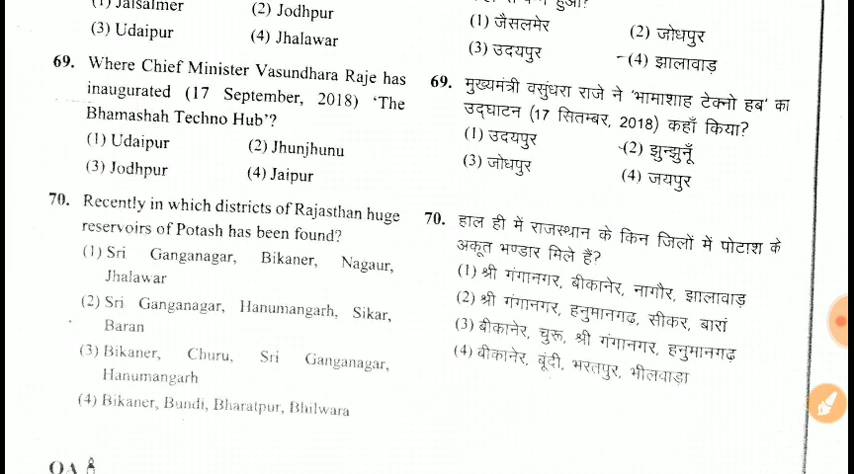 (1) Jaisalmer (2) Jodhpur
(3) Udaipur (4) Jhalawar
69. Where Chief Minister Vasundhara Raje has
inaugurated (17 September, 2018) ‘The
Bhamashah Techno Hub’?
(1) Udaipur (2) Jhunjhunu
(3) Jodhpur (4) Jaipur
70. Recently in which districts of Rajasthan huge
reservoirs of Potash has been found?
(1) Sri Ganganagar, Bikaner, Nagaur,
Jhalawar
(2) Sri Ganganagar, Hanumangarh, Sikar,
Baran
(3) Bikaner, Churu, Sri Ganganagar,
Hanumangarh
(4) Bikaner, Bundi, Bharatpur, Bhilwara
हुआ?
(1) जैसलमेर (2) जोधपुर
(3) उदयपुर (4) झालावाड़
69. मुख्यमंत्री वसुंधरा राजे ने ‘भामाशाह टेक्नो हब’ का
उद्घाटन (17 सितम्बर, 2018) कहाँ किया?
(1) उदयपुर (2) झुन्झुनूँ
(3) जोधपुर (4) जयपुर
70. हाल ही में राजस्थान के किन जिलों में पोटाश के
अकूत भण्डार मिले हैं?
(1) श्री गंगानगर, बीकानेर, नागौर, झालावाड़
(2) श्री गंगानगर, हनुमानगढ, सीकर, बारां
(3) बीकानेर, चुरू, श्री गंगानगर, हनुमानगढ़
(4) बीकानेर, बूंदी, भरतपुर, भीलवाड़ा